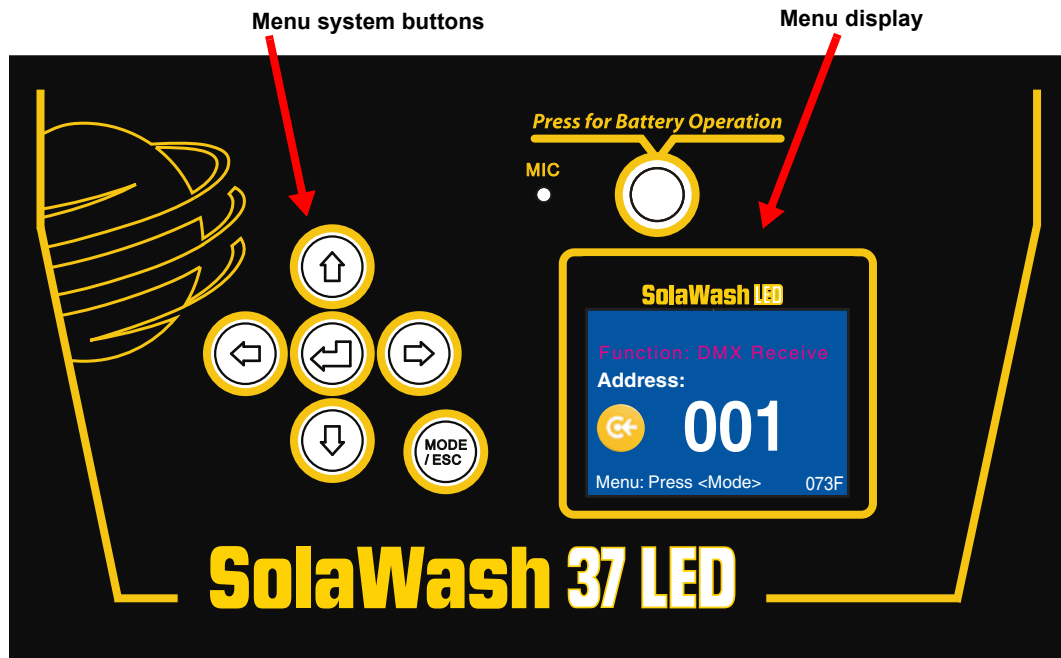 Menu system buttons
Menu display
Press for Battery Operation
MIC
SolaWash LED
Function: DMX Receive
Address:
001
Menu: Press <Mode> 073F
MODE
/ ESC
SolaWash 37 LED